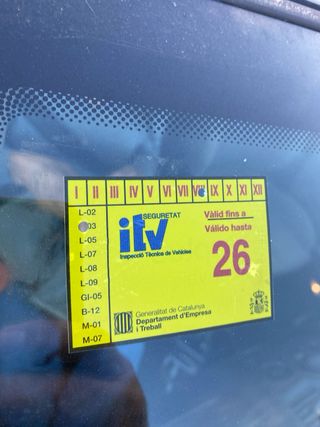 I II III IV V VI VII VIII IX X XI XII
L-02
03
L-05
L-07
L-08
L-09
GI-05
B-12
M-01
M-07
SEGURETAT
itv
Inspecció Tècnica de Vehicles
Vàlid fins a
Válido hasta
26
Generalitat de Catalunya
Departament d'Empresa
i Treball